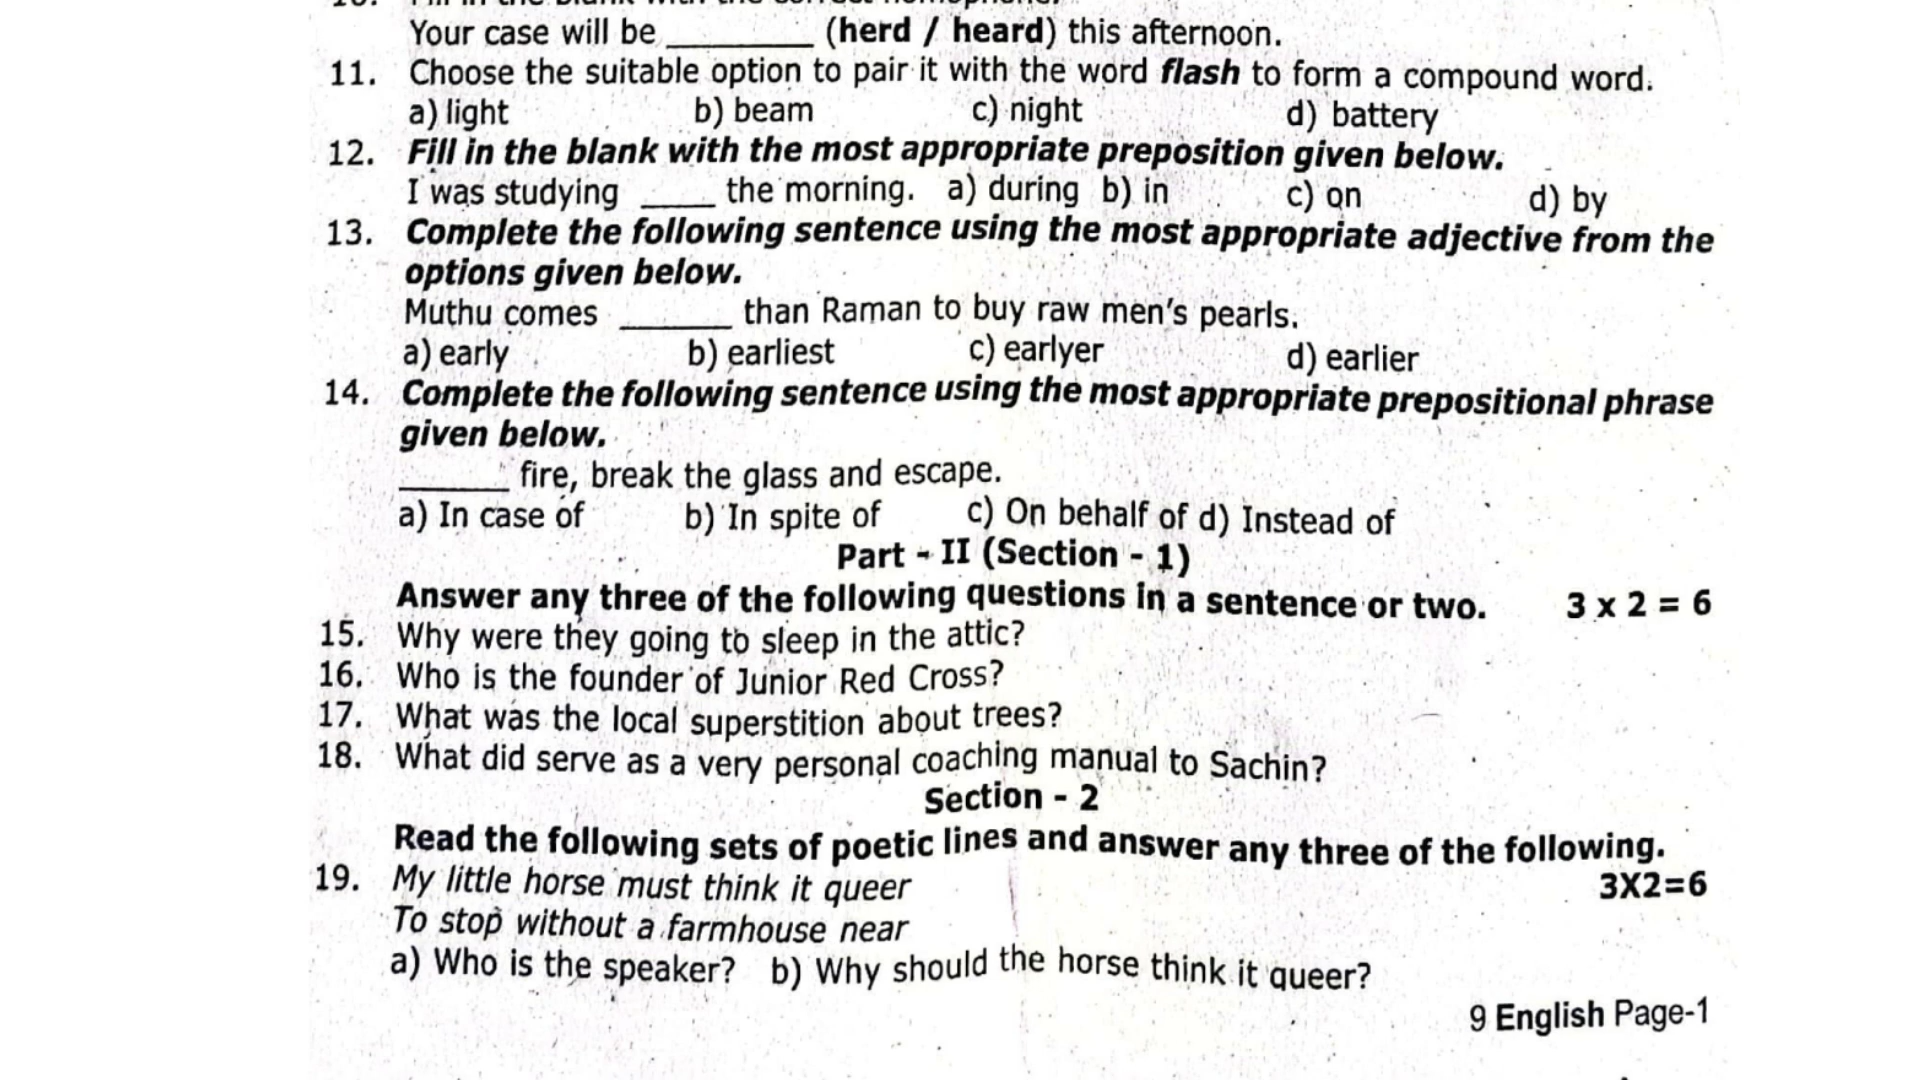 10. Fill in the blank with the correct homophone.
Your case will be ________ (herd / heard) this afternoon.
11. Choose the suitable option to pair it with the word flash to form a compound word.
a) light b) beam c) night d) battery
12. Fill in the blank with the most appropriate preposition given below.
I was studying ____ the morning. a) during b) in c) on d) by
13. Complete the following sentence using the most appropriate adjective from the
options given below.
Muthu comes ______ than Raman to buy raw men's pearls.
a) early b) earliest c) earlyer d) earlier
14. Complete the following sentence using the most appropriate prepositional phrase
given below.
______ fire, break the glass and escape.
a) In case of b) In spite of c) On behalf of d) Instead of
Part - II (Section - 1)
Answer any three of the following questions in a sentence or two. 3 x 2 = 6
15. Why were they going to sleep in the attic?
16. Who is the founder of Junior Red Cross?
17. What was the local superstition about trees?
18. What did serve as a very personal coaching manual to Sachin?
Section - 2
Read the following sets of poetic lines and answer any three of the following.
19. My little horse must think it queer 3X2=6
To stop without a farmhouse near
a) Who is the speaker? b) Why should the horse think it queer?
9 English Page-1